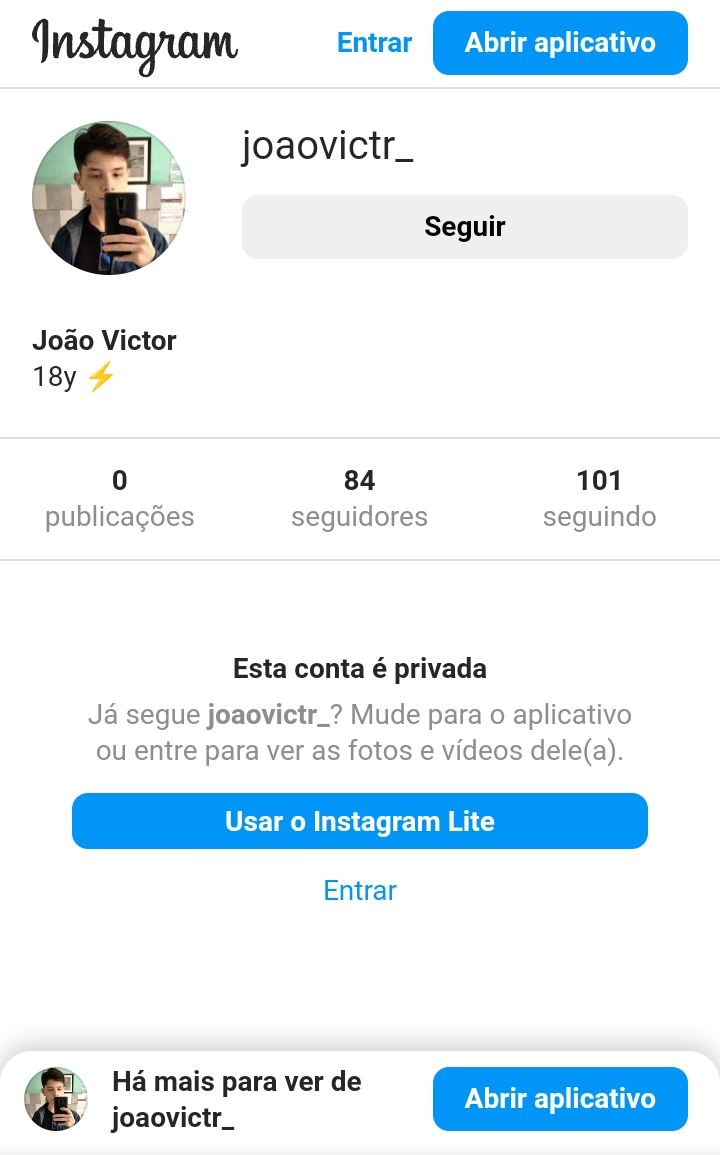 Instagram
Entrar
Abrir aplicativo
joaovictr_
Seguir
João Victor
18y ⚡
0
publicações
84
seguidores
101
seguindo
Esta conta é privada
Já segue joaovictr_? Mude para o aplicativo
ou entre para ver as fotos e vídeos dele(a).
Usar o Instagram Lite
Entrar
Há mais para ver de
joaovictr_
Abrir aplicativo